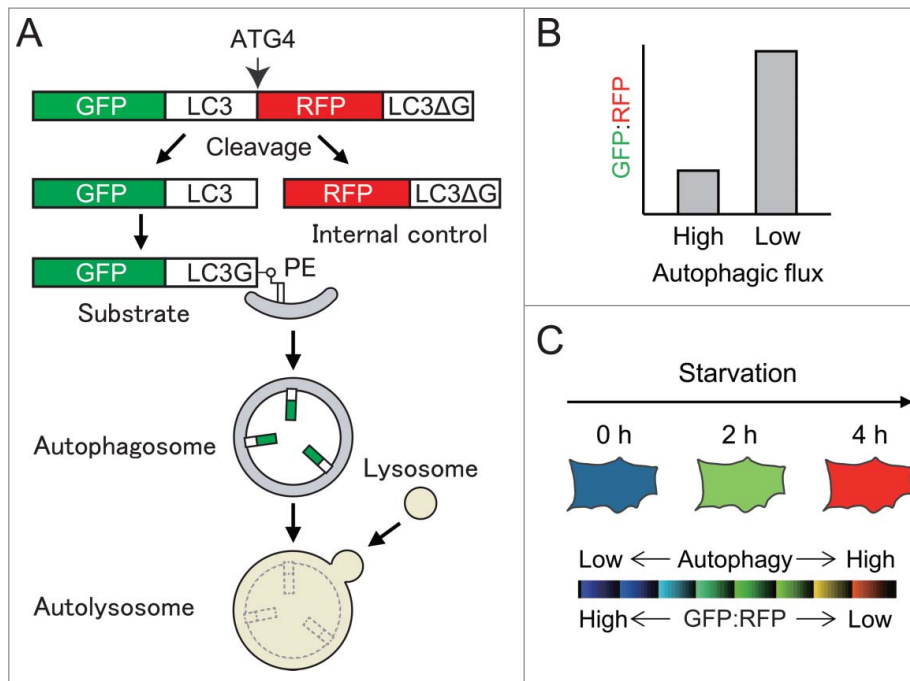 A
ATG4
GFP LC3 RFP LC3ΔG
Cleavage
GFP LC3 RFP LC3ΔG
Internal control
GFP LC3G PE
Substrate
Autophagosome
Lysosome
Autolysosome
B
GFP:RFP
High Low
Autophagic flux
C
Starvation
0 h 2 h 4 h
Low Autophagy High
High GFP:RFP Low